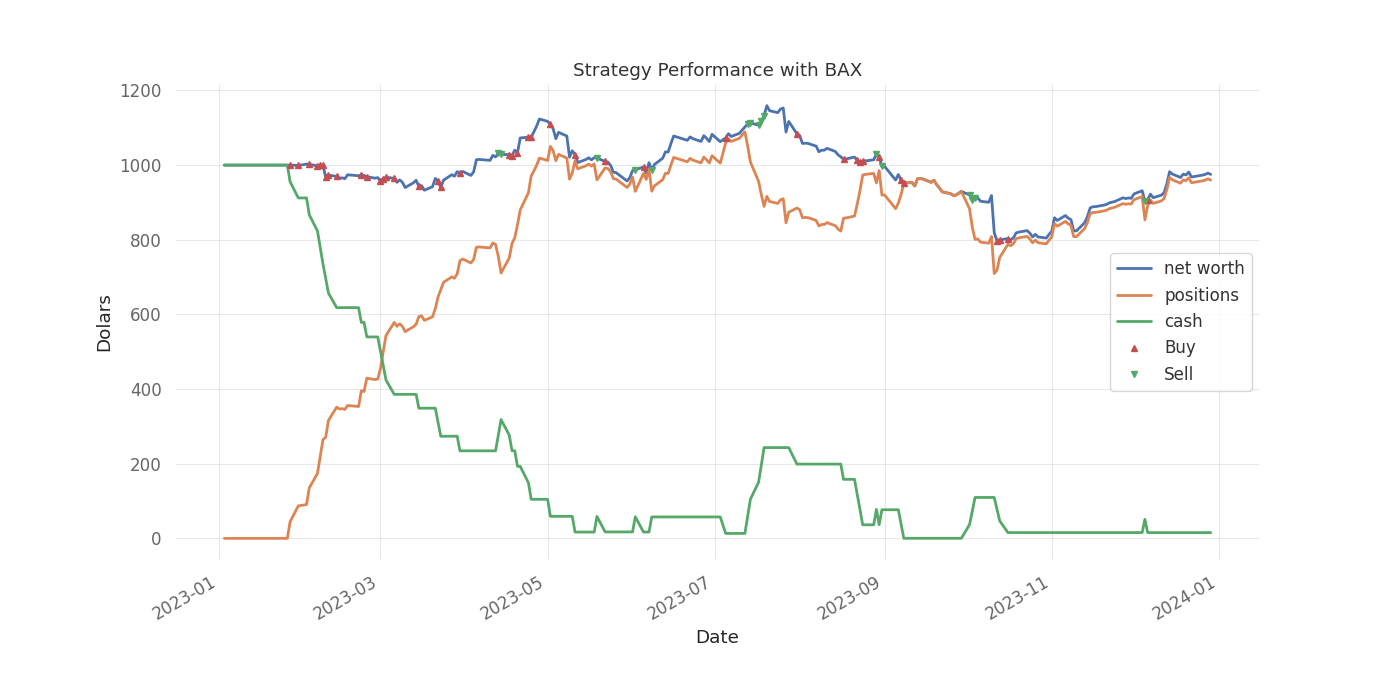 Strategy Performance with BAX
1200
1000
800
600
400
200
0
Dolars
net worth
positions
cash
Buy
Sell
2023-01
2023-03
2023-05
2023-07
2023-09
2023-11
2024-01
Date